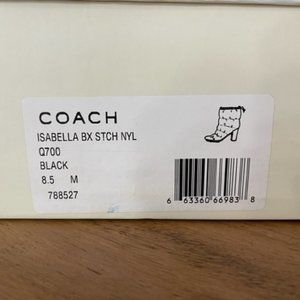 COACH
ISABELLA BX STCH NYL
Q700
BLACK
8.5 M
788527
6 63360 66983 8